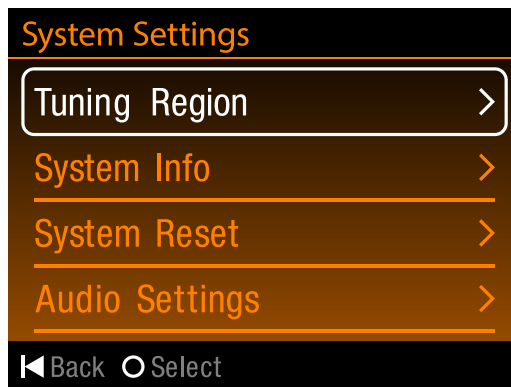 System Settings
Tuning Region
System Info
System Reset
Audio Settings
Back Select